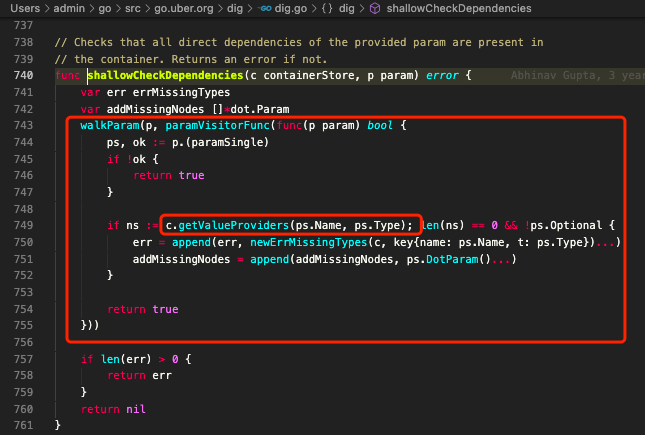 Users > admin > go > src > go.uber.org > dig > dig.go > {} dig > shallowCheckDependencies
737
738 // Checks that all direct dependencies of the provided param are present in
739 // the container. Returns an error if not.
740 func shallowCheckDependencies(c containerStore, p param) error { Abhinav Gupta, 3 year
741 var err errMissingTypes
742 var addMissingNodes []*dot.Param
743 walkParam(p, paramVisitorFunc(func(p param) bool {
744 ps, ok := p.(paramSingle)
745 if !ok {
746 return true
747 }
748
749 if ns := c.getValueProviders(ps.Name, ps.Type); len(ns) == 0 && !ps.Optional {
750 err = append(err, newErrMissingTypes(c, key{name: ps.Name, t: ps.Type})...)
751 addMissingNodes = append(addMissingNodes, ps.DotParam()...)
752 }
753
754 return true
755 }))
756
757 if len(err) > 0 {
758 return err
759 }
760 return nil
761 }